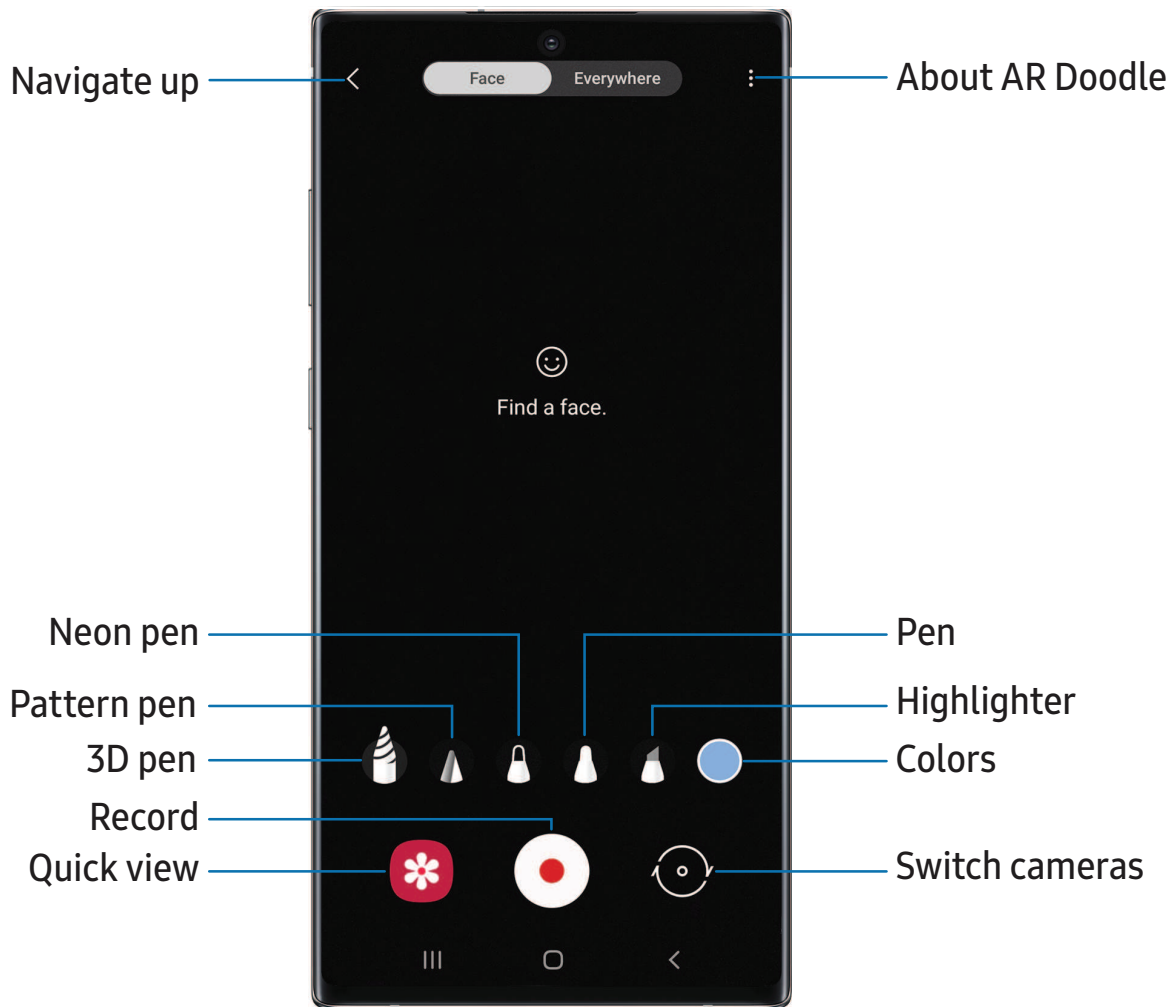 Navigate up
Face
Everywhere
About AR Doodle
Find a face.
Neon pen
Pen
Pattern pen
Highlighter
3D pen
Colors
Record
Quick view
Switch cameras